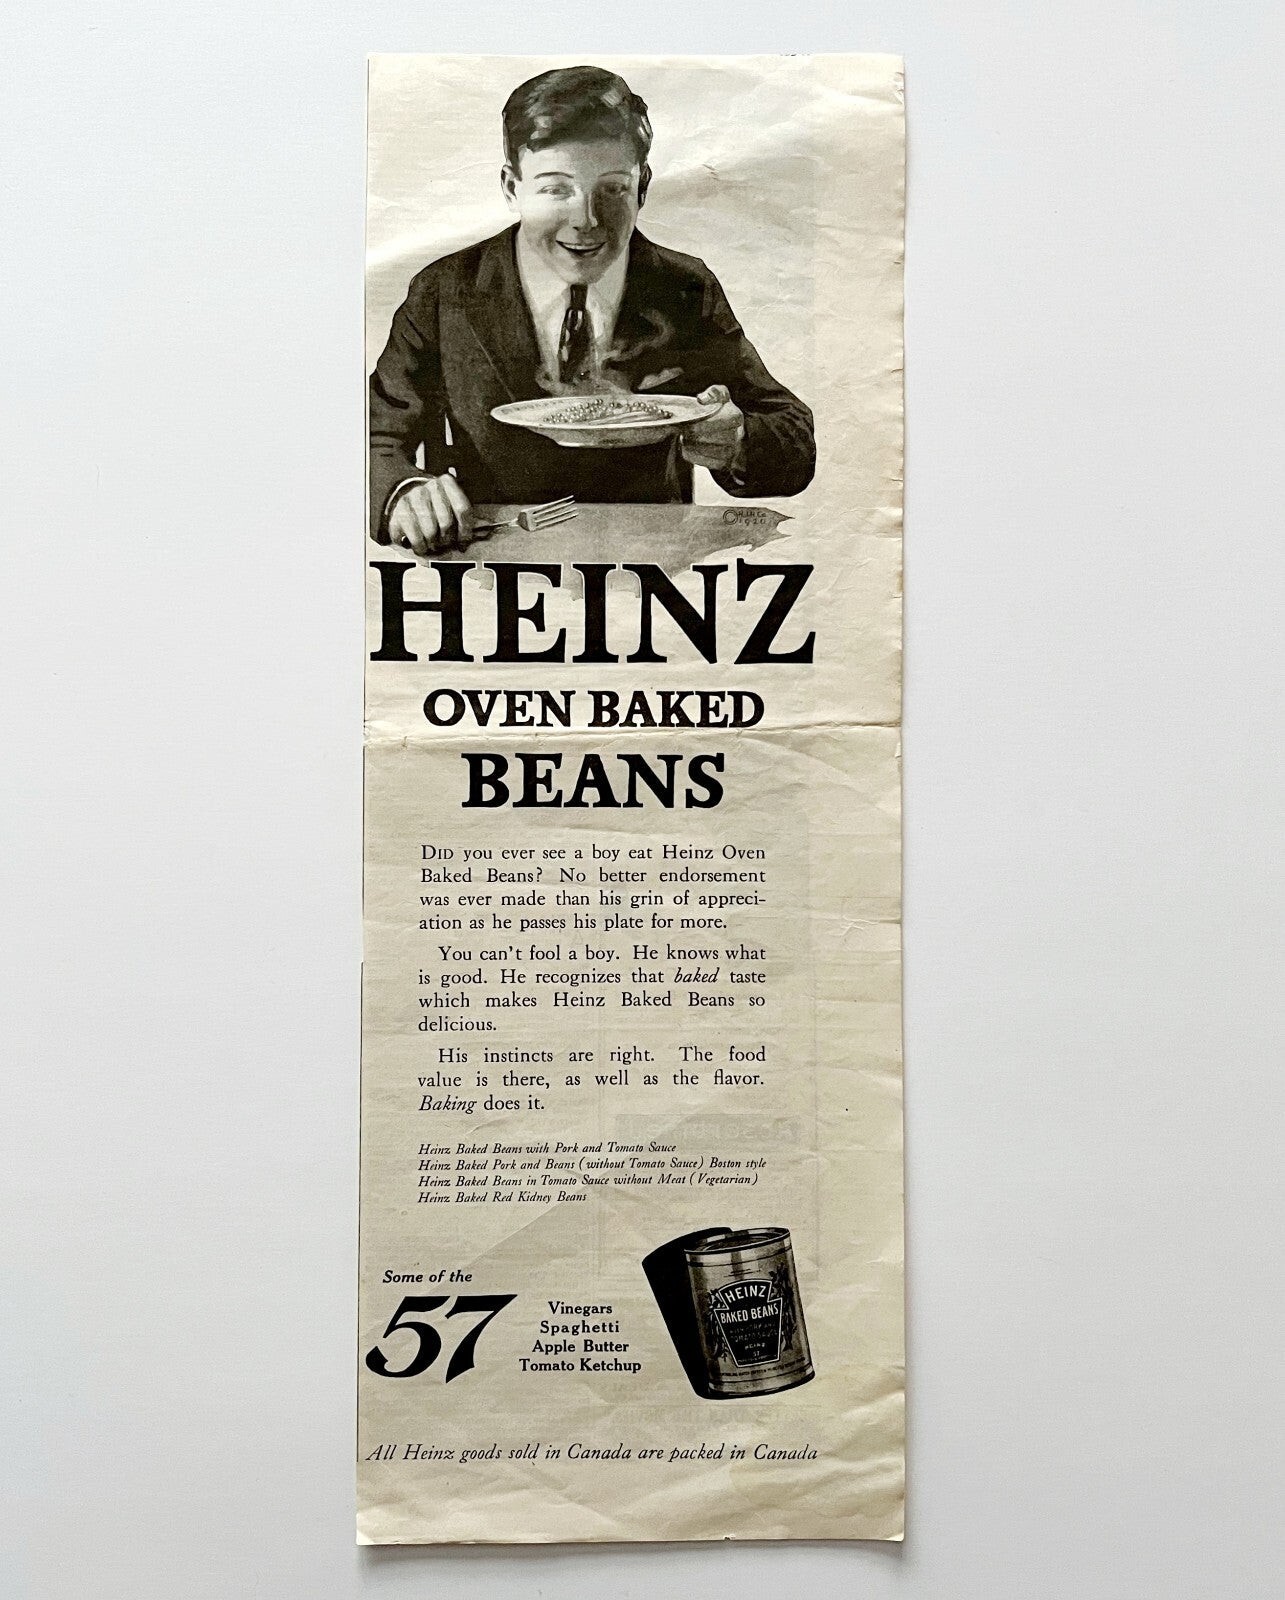 HEINZ
OVEN BAKED
BEANS
DID you ever see a boy eat Heinz Oven
Baked Beans? No better endorsement
was ever made than his grin of appreci-
ation as he passes his plate for more.
You can't fool a boy. He knows what
is good. He recognizes that baked taste
which makes Heinz Baked Beans so
delicious.
His instincts are right. The food
value is there, as well as the flavor.
Baking does it.
Heinz Baked Beans with Pork and Tomato Sauce
Heinz Baked Pork and Beans (without Tomato Sauce) Boston style
Heinz Baked Beans in Tomato Sauce without Meat (Vegetarian)
Heinz Baked Red Kidney Beans
Some of the
57
Vinegars
Spaghetti
Apple Butter
Tomato Ketchup
HEINZ
BAKED BEANS
TOMATO SAUCE
HEINZ
57
All Heinz goods sold in Canada are packed in Canada